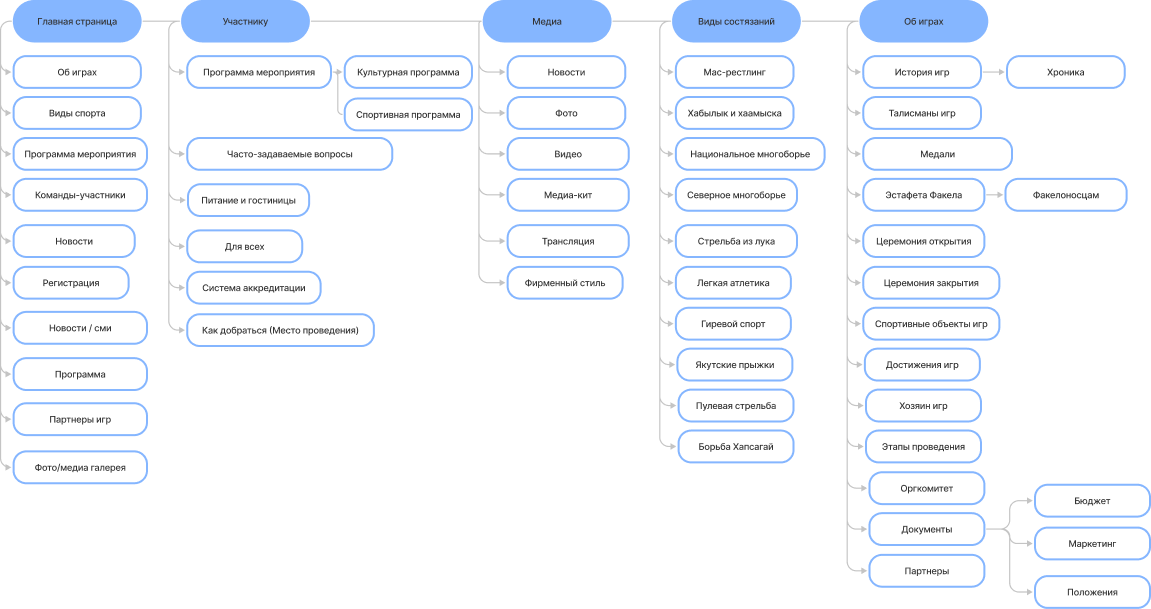 Главная страница
Об играх
Виды спорта
Программа мероприятия
Команды-участники
Новости
Регистрация
Новости / сми
Программа
Партнеры игр
Фото/медиа галерея
Участнику
Программа мероприятия
Культурная программа
Спортивная программа
Часто-задаваемые вопросы
Питание и гостиницы
Для всех
Система аккредитации
Как добраться (Место проведения)
Медиа
Новости
Фото
Видео
Медиа-кит
Трансляция
Фирменный стиль
Виды состязаний
Мас-рестлинг
Хабылык и хаамыска
Национальное многоборье
Северное многоборье
Стрельба из лука
Легкая атлетика
Гиревой спорт
Якутские прыжки
Пулевая стрельба
Борьба Хапсагай
Об играх
История игр
Хроника
Талисманы игр
Медали
Эстафета Факела
Факелоносцам
Церемония открытия
Церемония закрытия
Спортивные объекты игр
Достижения игр
Хозяин игр
Этапы проведения
Оргкомитет
Документы
Бюджет
Маркетинг
Положения
Партнеры